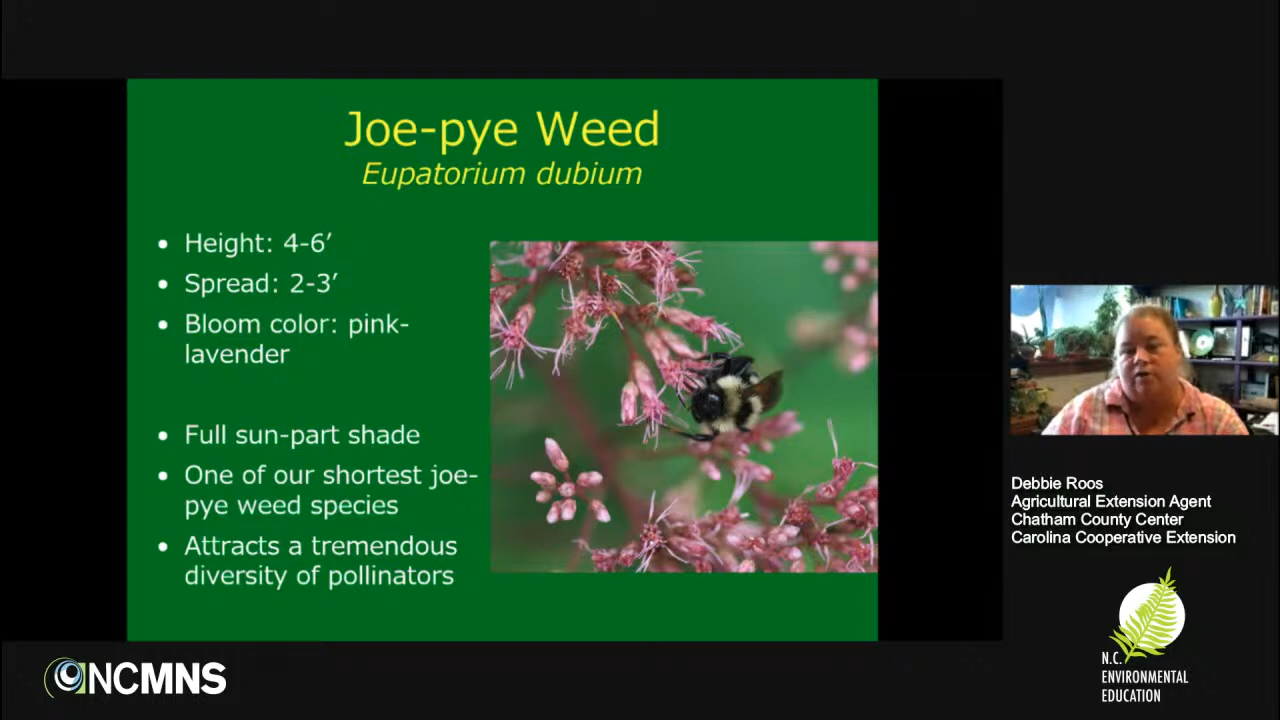 Joe-pye Weed
Eupatorium dubium
• Height: 4-6’
• Spread: 2-3’
• Bloom color: pink-
lavender
• Full sun-part shade
• One of our shortest joe-
pye weed species
• Attracts a tremendous
diversity of pollinators
Debbie Roos
Agricultural Extension Agent
Chatham County Center
Carolina Cooperative Extension
NCMNS
N.C.
ENVIRONMENTAL
EDUCATION